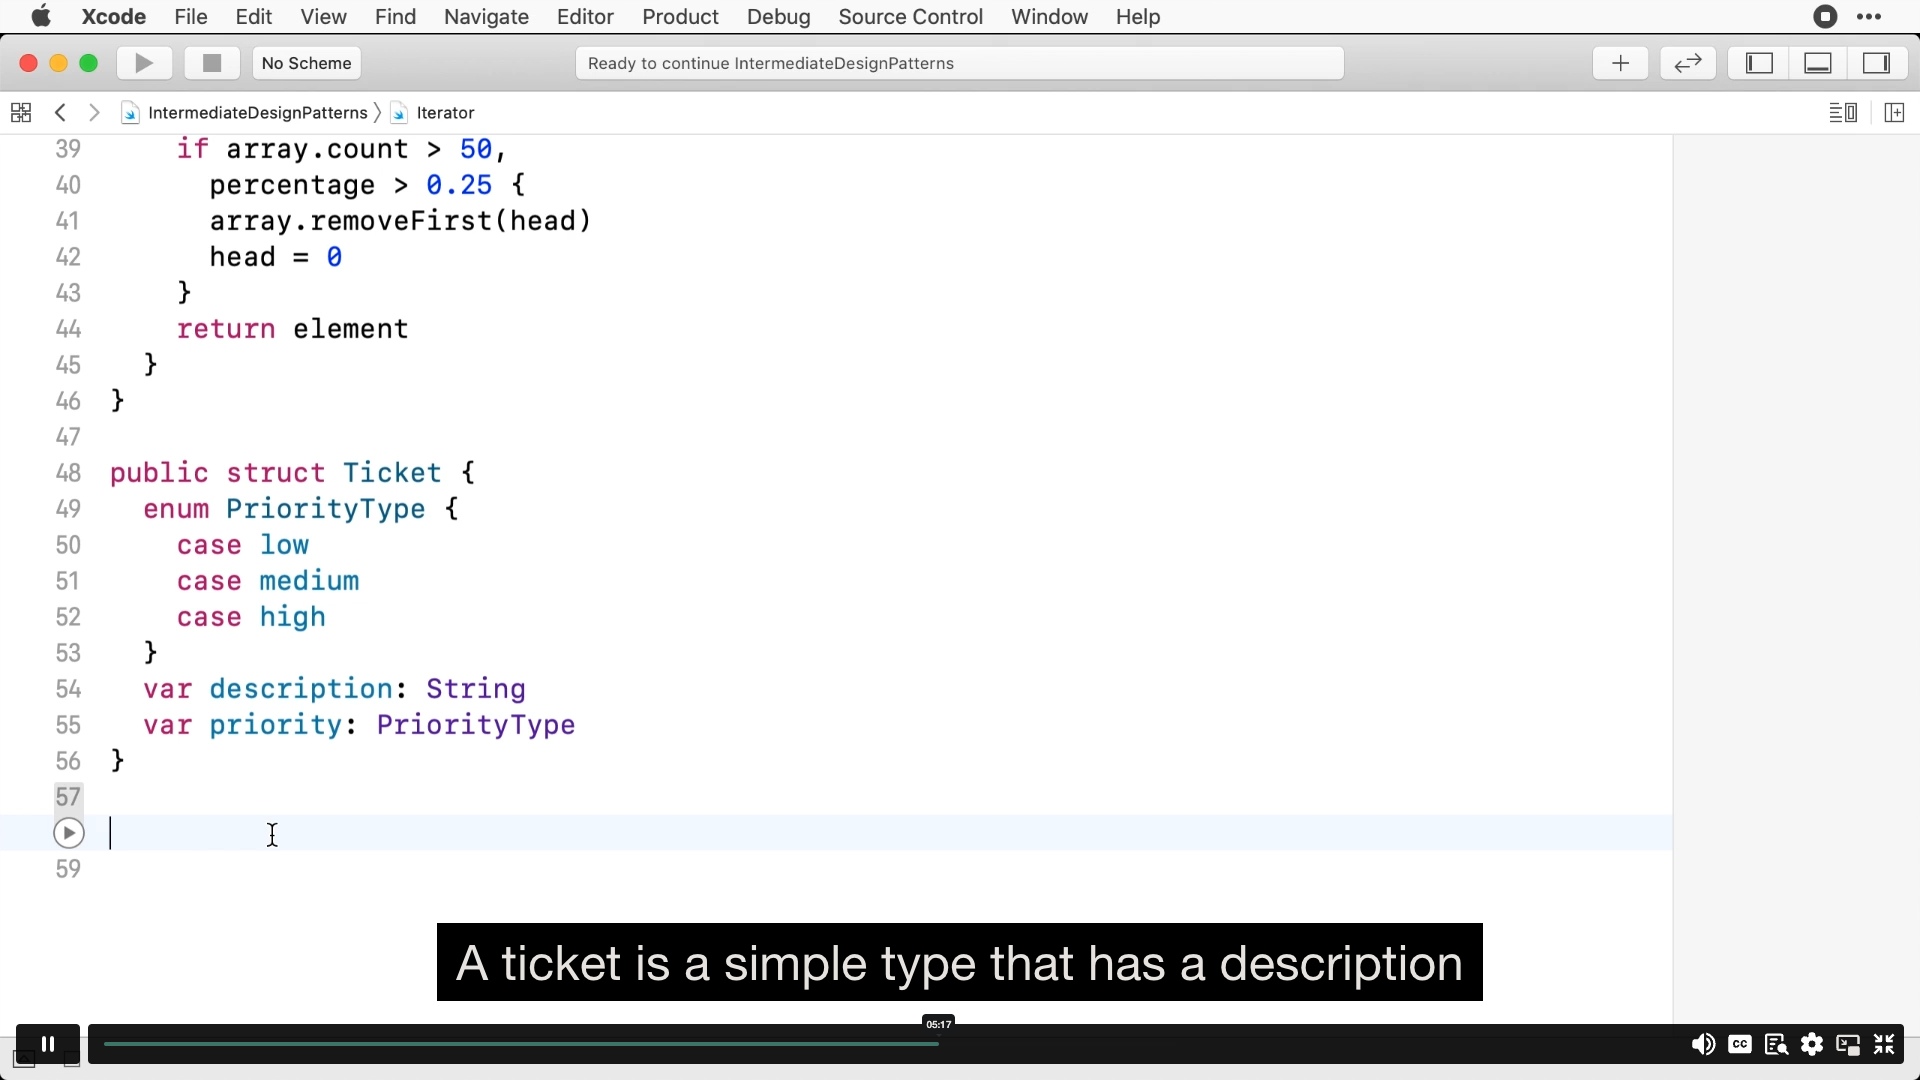 Xcode File Edit View Find Navigate Editor Product Debug Source Control Window Help
No Scheme
Ready to continue IntermediateDesignPatterns
IntermediateDesignPatterns
Iterator
39 if array.count > 50,
40 percentage > 0.25 {
41 array.removeFirst(head)
42 head = 0
43 }
44 return element
45 }
46 }
47
48 public struct Ticket {
49 enum PriorityType {
50 case low
51 case medium
52 case high
53 }
54 var description: String
55 var priority: PriorityType
56 }
57
59
A ticket is a simple type that has a description
05:17
CC